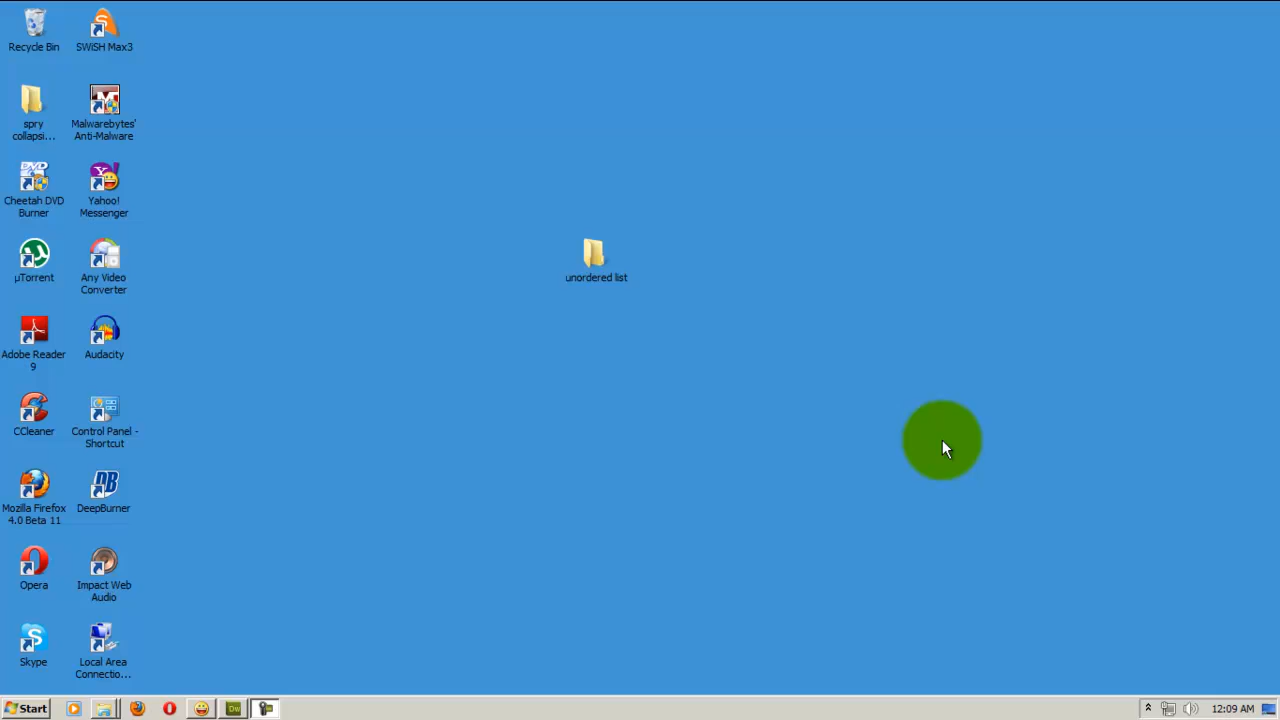 Recycle Bin
SWiSH Max3
spry
collapsi...
Malwarebytes'
Anti-Malware
Cheetah DVD
Burner
Yahoo!
Messenger
µTorrent
Any Video
Converter
Adobe Reader
9
Audacity
CCleaner
Control Panel -
Shortcut
Mozilla Firefox
4.0 Beta 11
DeepBurner
Opera
Impact Web
Audio
Skype
Local Area
Connectio...
unordered list
Start
Dw
12:09 AM